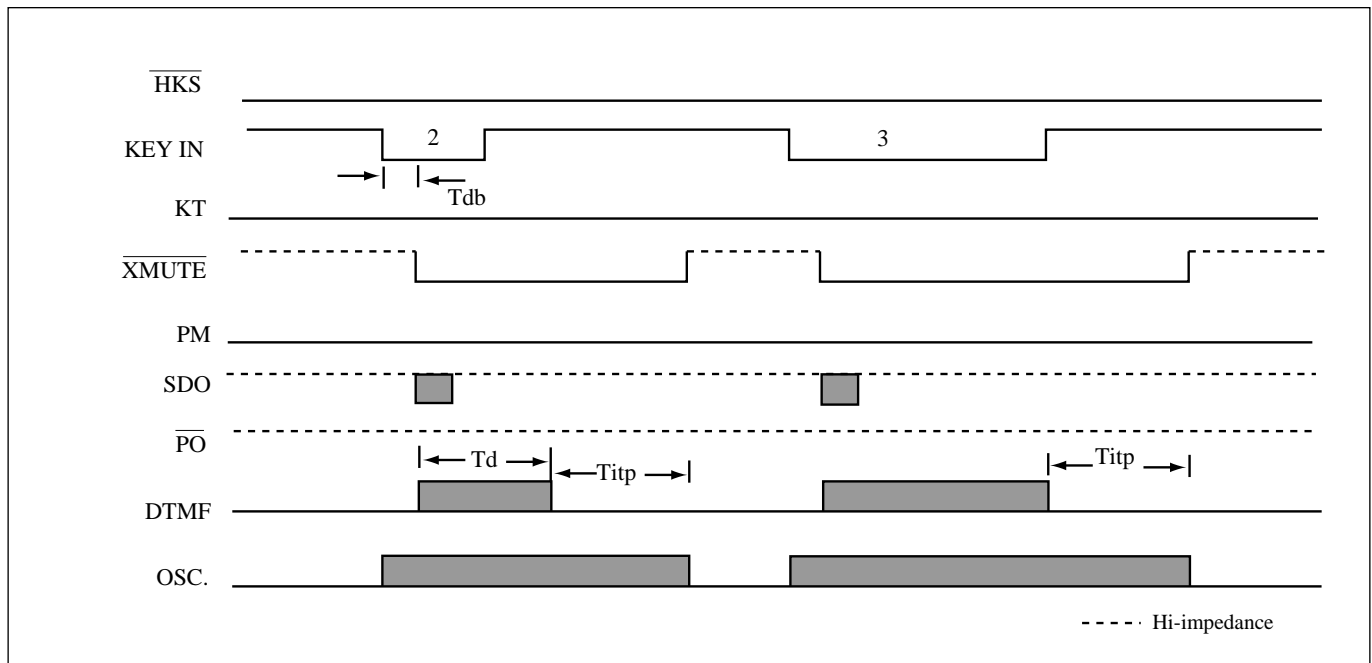 HKS
KEY IN
2
3
Tdb
KT
XMUTE
PM
SDO
PO
Td
Titp
Titp
DTMF
OSC.
Hi-impedance